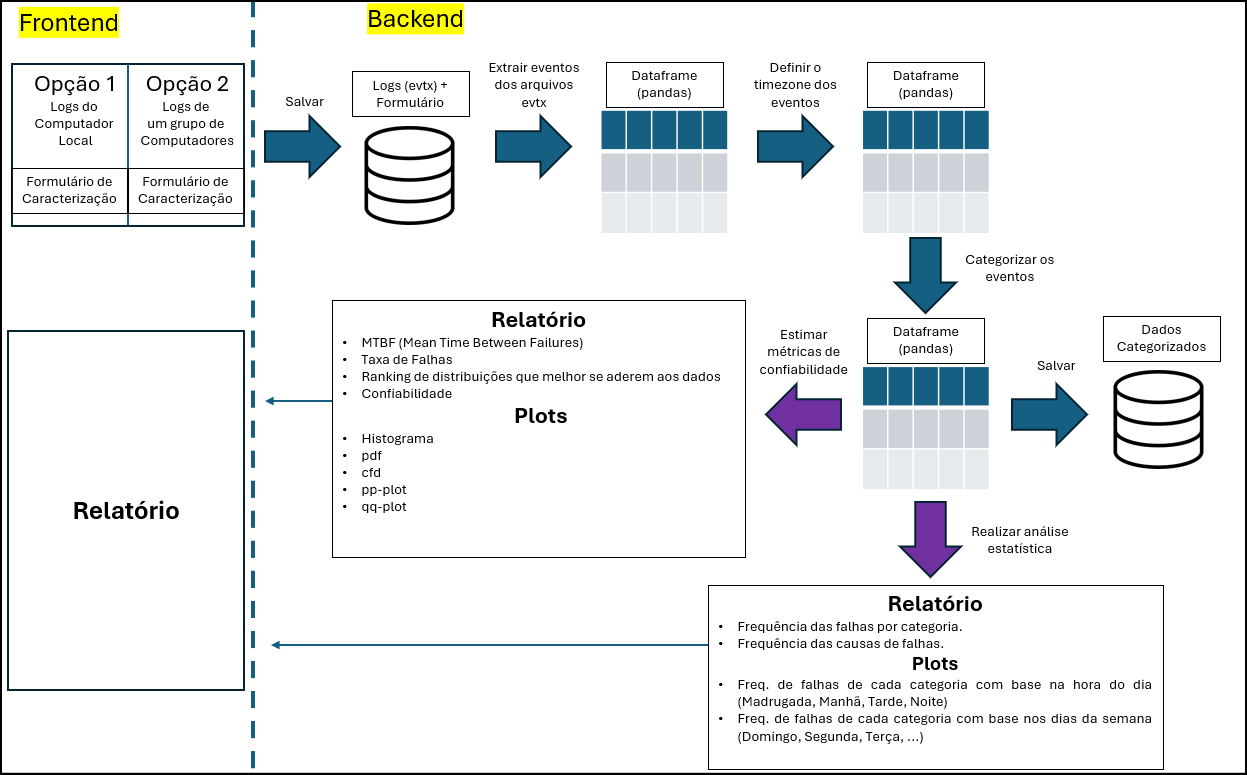 Frontend
Backend
Opção 1
Logs do
Computador
Local
Opção 2
Logs de
um grupo de
Computadores
Formulário de
Caracterização
Formulário de
Caracterização
Salvar
Logs (evtx) +
Formulário
Extrair eventos
dos arquivos
evtx
Dataframe
(pandas)
Definir o
timezone dos
eventos
Dataframe
(pandas)
Categorizar os
eventos
Dataframe
(pandas)
Salvar
Dados
Categorizados
Estimar
métricas de
confiabilidade
Relatório
• MTBF (Mean Time Between Failures)
• Taxa de Falhas
• Ranking de distribuições que melhor se aderem aos dados
• Confiabilidade
Plots
• Histograma
• pdf
• cfd
• pp-plot
• qq-plot
Relatório
Realizar análise
estatística
Relatório
• Frequência das falhas por categoria.
• Frequência das causas de falhas.
Plots
• Freq. de falhas de cada categoria com base na hora do dia
(Madrugada, Manhã, Tarde, Noite)
• Freq. de falhas de cada categoria com base nos dias da semana
(Domingo, Segunda, Terça, ...)